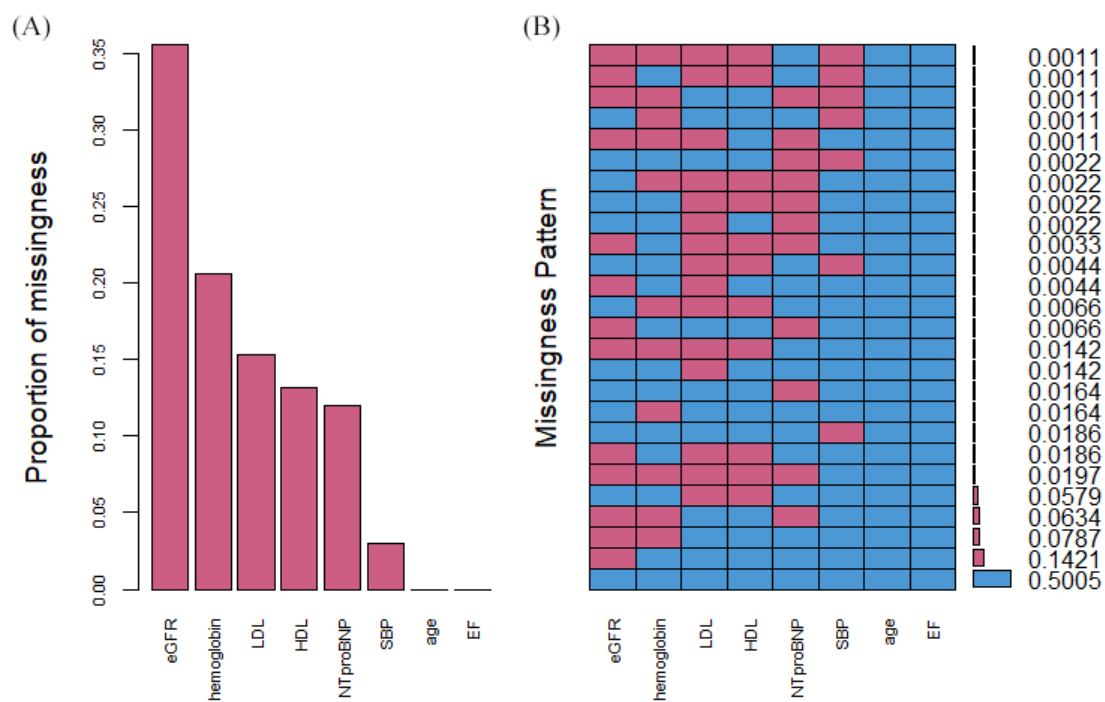 (A)
Proportion of missingness
0.35
0.30
0.25
0.20
0.15
0.10
0.05
0.00
eGFR
hemoglobin
LDL
HDL
NTproBNP
SBP
age
EF
(B)
Missingness Pattern
0.0011
0.0011
0.0011
0.0011
0.0011
0.0022
0.0022
0.0022
0.0022
0.0033
0.0044
0.0044
0.0066
0.0066
0.0142
0.0142
0.0164
0.0164
0.0186
0.0186
0.0197
0.0579
0.0634
0.0787
0.1421
0.5005
eGFR
hemoglobin
LDL
HDL
NTproBNP
SBP
age
EF